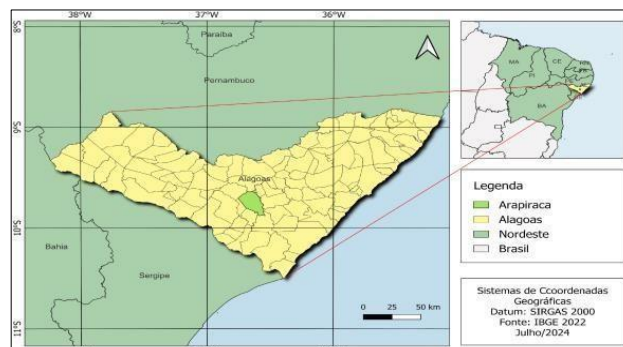 38°W
37°W
36°W
8°S
Paraíba
Pernambuco
9°S
Alagoas
10°S
Bahia
Sergipe
11°S
0 25 50 km
MA
CE
PI
BA
Legenda
Arapiraca
Alagoas
Nordeste
Brasil
Sistemas de Ccoordenadas
Geográficas
Datum: SIRGAS 2000
Fonte: IBGE 2022
Julho/2024